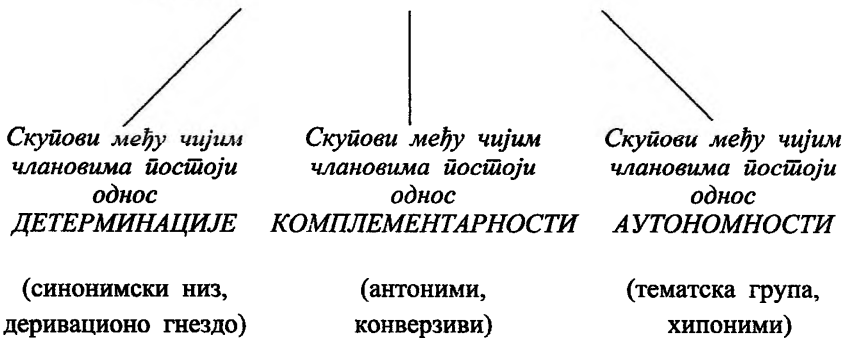 Скупови међу чијим
члановима постоји
однос
ДЕТЕРМИНАЦИЈЕ
(синонимски низ,
деривационо гнездо)
Скупови међу чијим
члановима постоји
однос
КОМПЛЕМЕНТАРНОСТИ
(антоними,
конверзиви)
Скупови међу чијим
члановима постоји
однос
АУТОНОМНОСТИ
(тематска група,
хипоними)